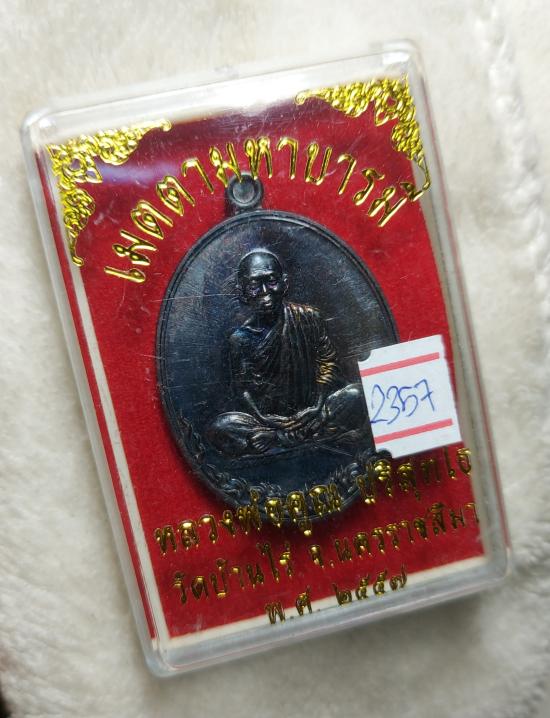 เมตตามหาบารมี
2357
หลวงพ่อคูณ ปริสุทโธ
วัดบ้านไร่ จ.นครราชสีมา
พ.ศ. ๒๕๕๗